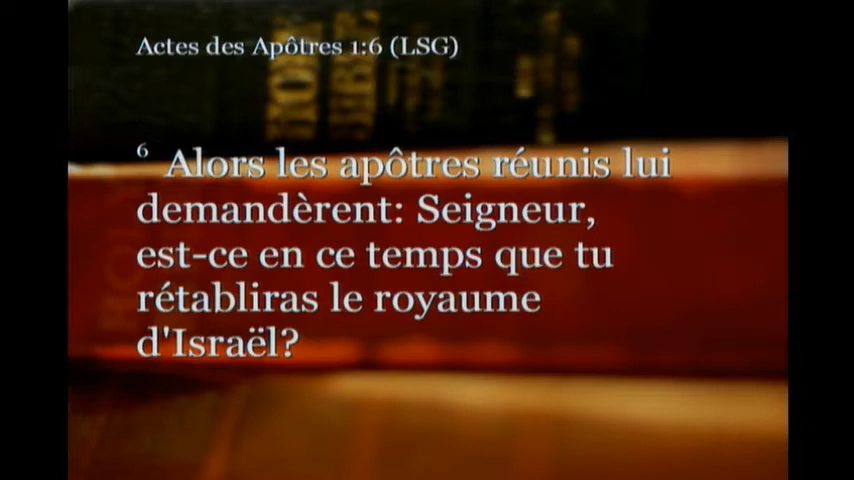 Actes des Apôtres 1:6 (LSG)
6 Alors les apôtres réunis lui
demandèrent: Seigneur,
est-ce en ce temps que tu
rétabliras le royaume
d'Israël?